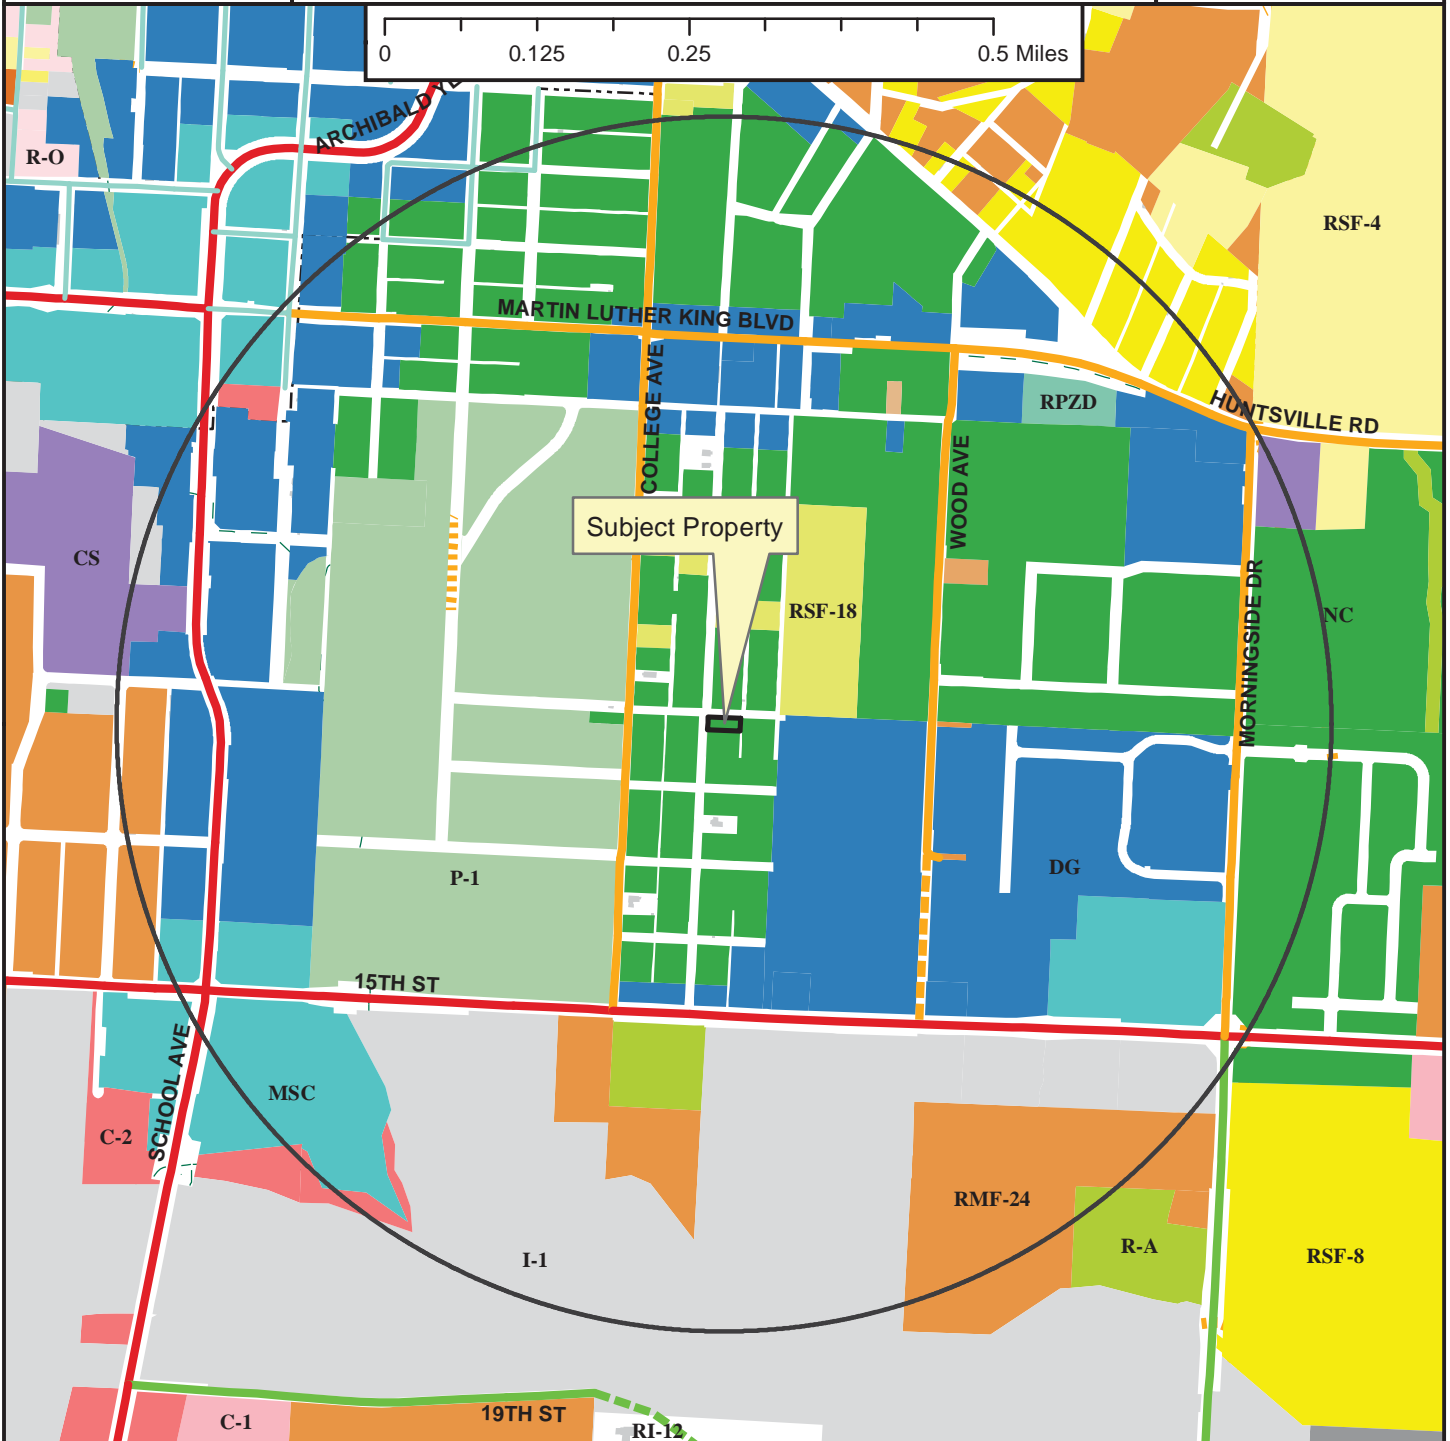 0 0.125 0.25 0.5 Miles
ARCHIBALD
R-O
RSF-4
MARTIN LUTHER KING BLVD
COLLEGE AVE
RPZD
HUNTSVILLE RD
WOOD AVE
Subject Property
CS
RSF-18
MORNINGSIDE DR
NC
P-1
DG
15TH ST
SCHOOL AVE
MSC
C-2
RMF-24
R-A
I-1
RSF-8
C-1
19TH ST
RI-12